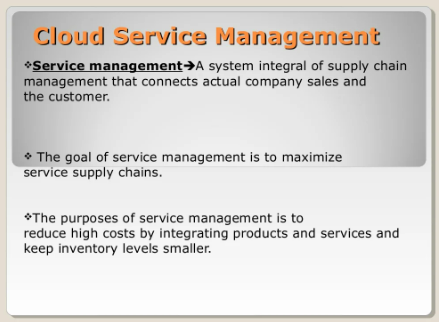 Cloud Service Management
❖Service management➔A system integral of supply chain
management that connects actual company sales and
the customer.
❖ The goal of service management is to maximize
service supply chains.
❖The purposes of service management is to
reduce high costs by integrating products and services and
keep inventory levels smaller.